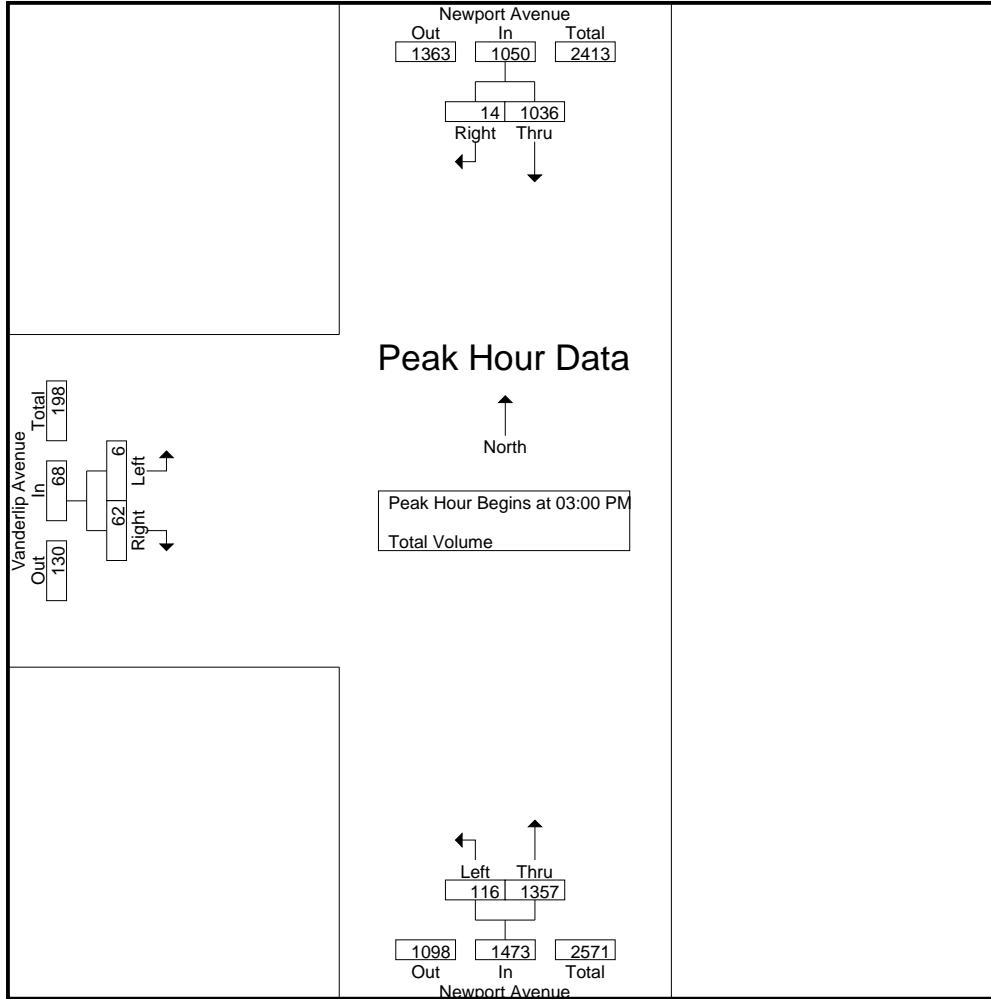 Newport Avenue
Out In Total
1363 1050 2413
14 1036
Right Thru
Peak Hour Data
North
Peak Hour Begins at 03:00 PM
Total Volume
Vanderlip Avenue
Out In Total
130 68 198
62 6
Right Left
Left Thru
116 1357
1098 1473 2571
Out In Total
Newport Avenue